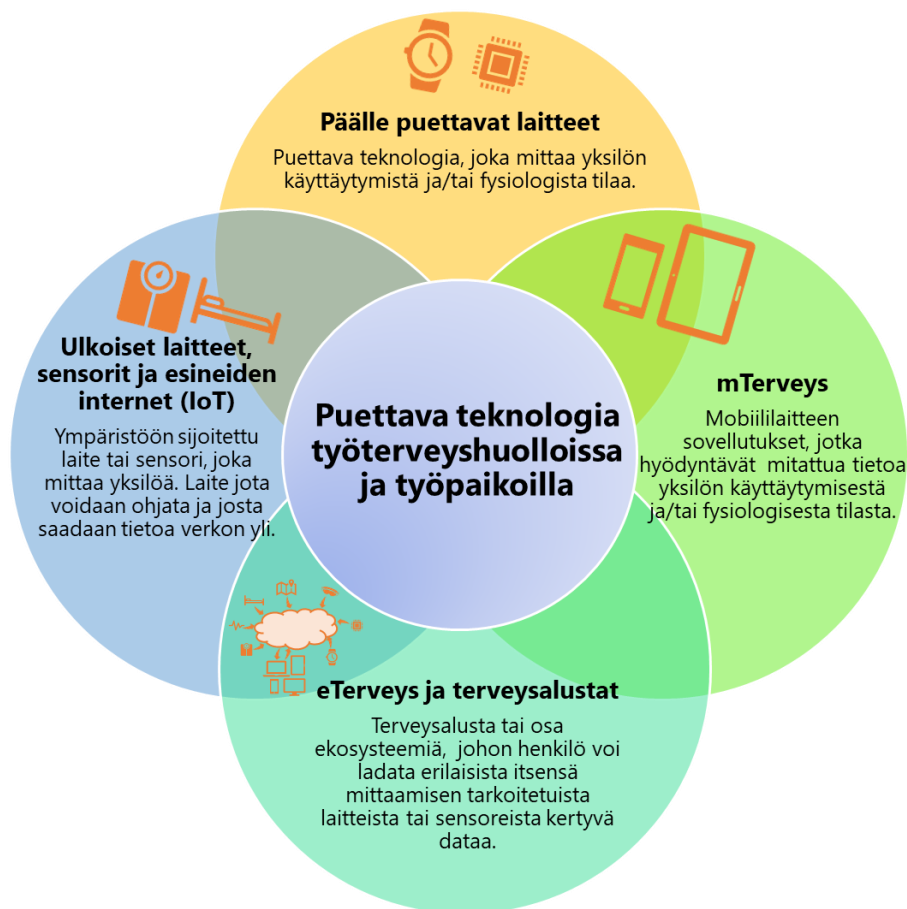 Päälle puettavat laitteet
Puettava teknologia, joka mittaa yksilön
käyttäytymistä ja/tai fysiologista tilaa.
Ulkoiset laitteet,
sensorit ja esineiden
internet (IoT)
Ympäristöön sijoitettu
laite tai sensori, joka
mittaa yksilöä. Laite jota
voidaan ohjata ja josta
saadaan tietoa verkon yli.
Puettava teknologia
työterveyshuolloissa
ja työpaikoilla
mTerveys
Mobiililaitteen
sovellutukset, jotka
hyödyntävät mitattua tietoa
yksilön käyttäytymisestä
ja/tai fysiologisesta tilasta.
eTerveys ja terveysalustat
Terveysalusta tai osa
ekosysteemiä, johon henkilö voi
ladata erilaisista itsensä
mittaamisen tarkoitetuista
laitteista tai sensoreista kertyvä
dataa.